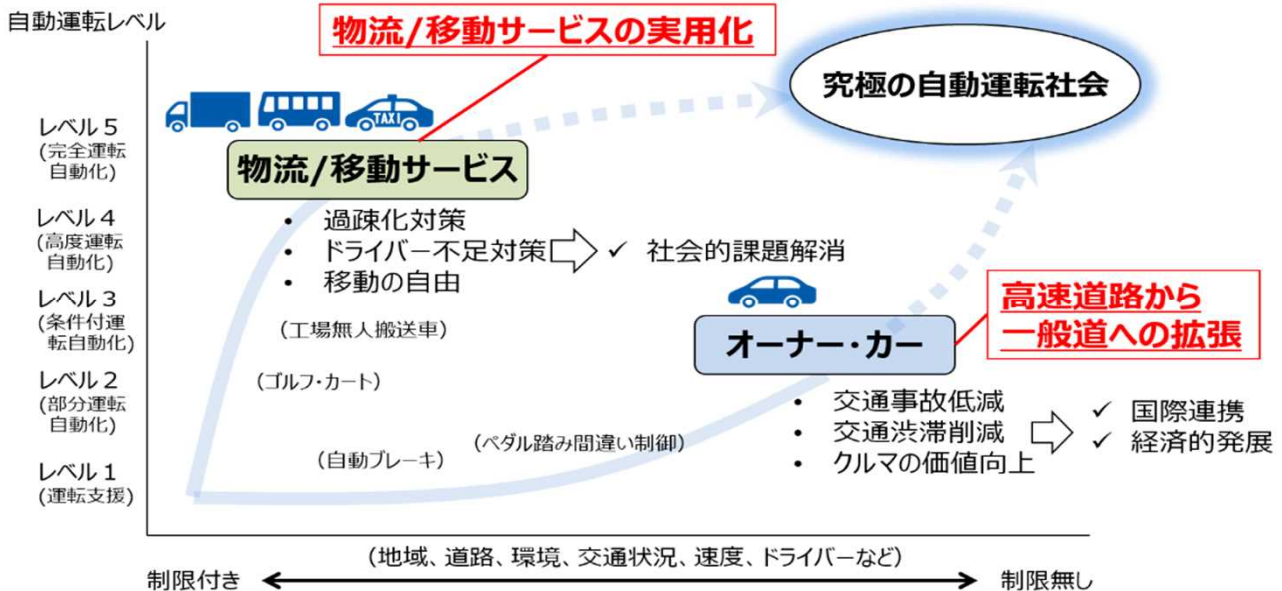 自動運転レベル
物流/移動サービスの実用化
究極の自動運転社会
TAXI
レベル5
(完全運転
自動化)
物流/移動サービス
レベル4
(高度運転
自動化)
• 過疎化対策
• ドライバー不足対策
• 移動の自由
✓ 社会的課題解消
レベル3
(条件付運
転自動化)
(工場無人搬送車)
高速道路から
一般道への拡張
オーナー・カー
レベル2
(部分運転
自動化)
(ゴルフ・カート)
• 交通事故低減
• 交通渋滞削減
• クルマの価値向上
✓ 国際連携
✓ 経済的発展
(ペダル踏み間違い制御)
(自動ブレーキ)
レベル1
(運転支援)
(地域、道路、環境、交通状況、速度、ドライバーなど)
制限付き
制限無し